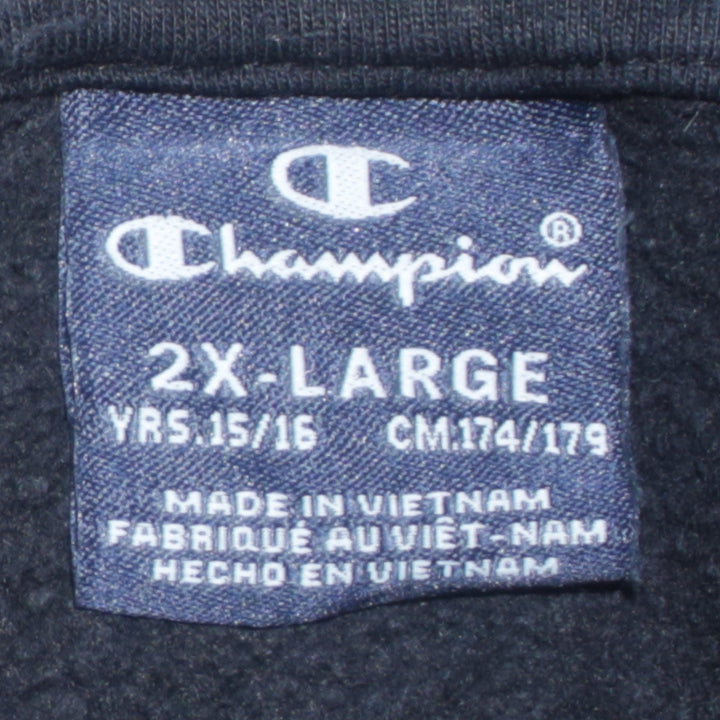 Champion®
2X-LARGE
YRS.15/16 CM.174/179
MADE IN VIETNAM
FABRIQUÉ AU VIÊT-NAM
HECHO EN VIETNAM